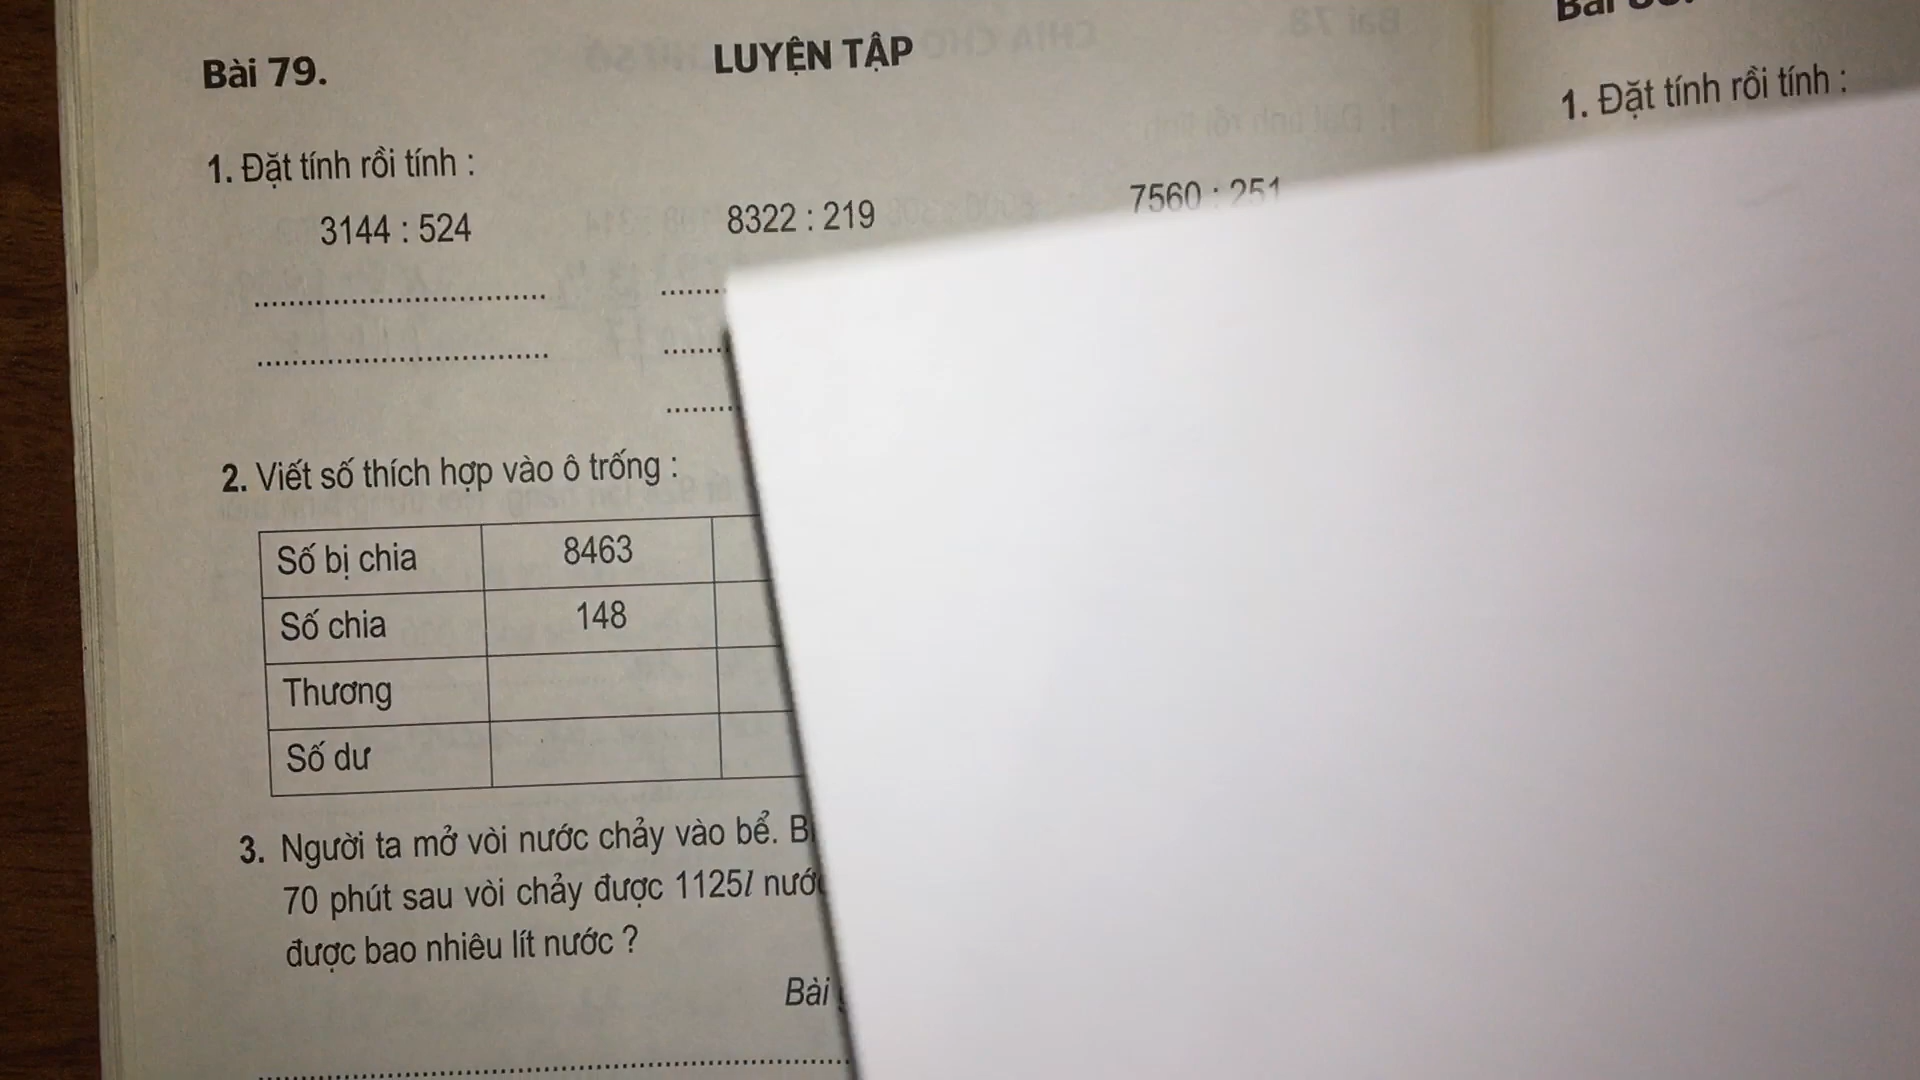 Bài 79.
LUYỆN TẬP
1. Đặt tính rồi tính :
3144 : 524
8322 : 219
7560 : 251
2. Viết số thích hợp vào ô trống :
Số bị chia 8463
Số chia 148
Thương
Số dư
3. Người ta mở vòi nước chảy vào bể.
70 phút sau vòi chảy được 1125l
được bao nhiêu lít nước ?
Bài
1. Đặt tính rồi tính :